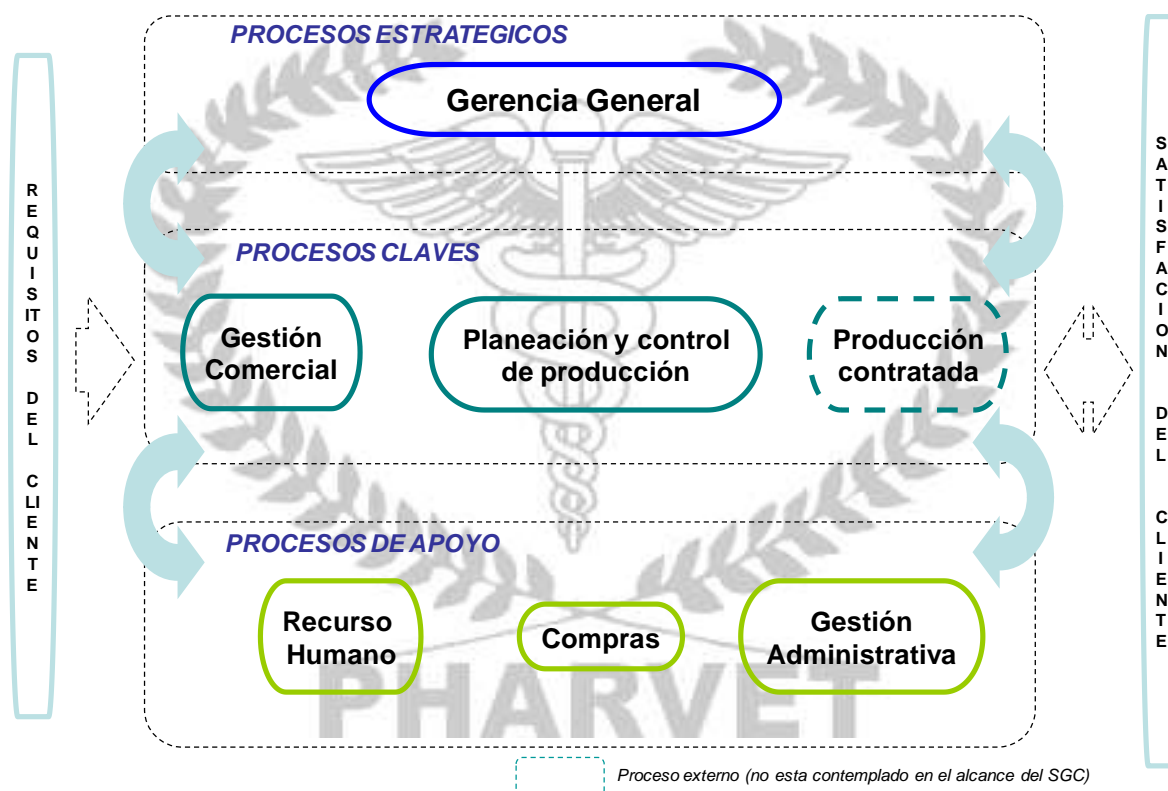 PROCESOS ESTRATEGICOS
Gerencia General
REQUISITOS DEL CLIENTE
PROCESOS CLAVES
Gestión
Comercial
Planeación y control
de producción
Producción
contratada
SATISFACION DEL CLIENTE
PROCESOS DE APOYO
Recurso
Humano
Compras
Gestión
Administrativa
PHARVET
Proceso externo (no esta contemplado en el alcance del SGC)